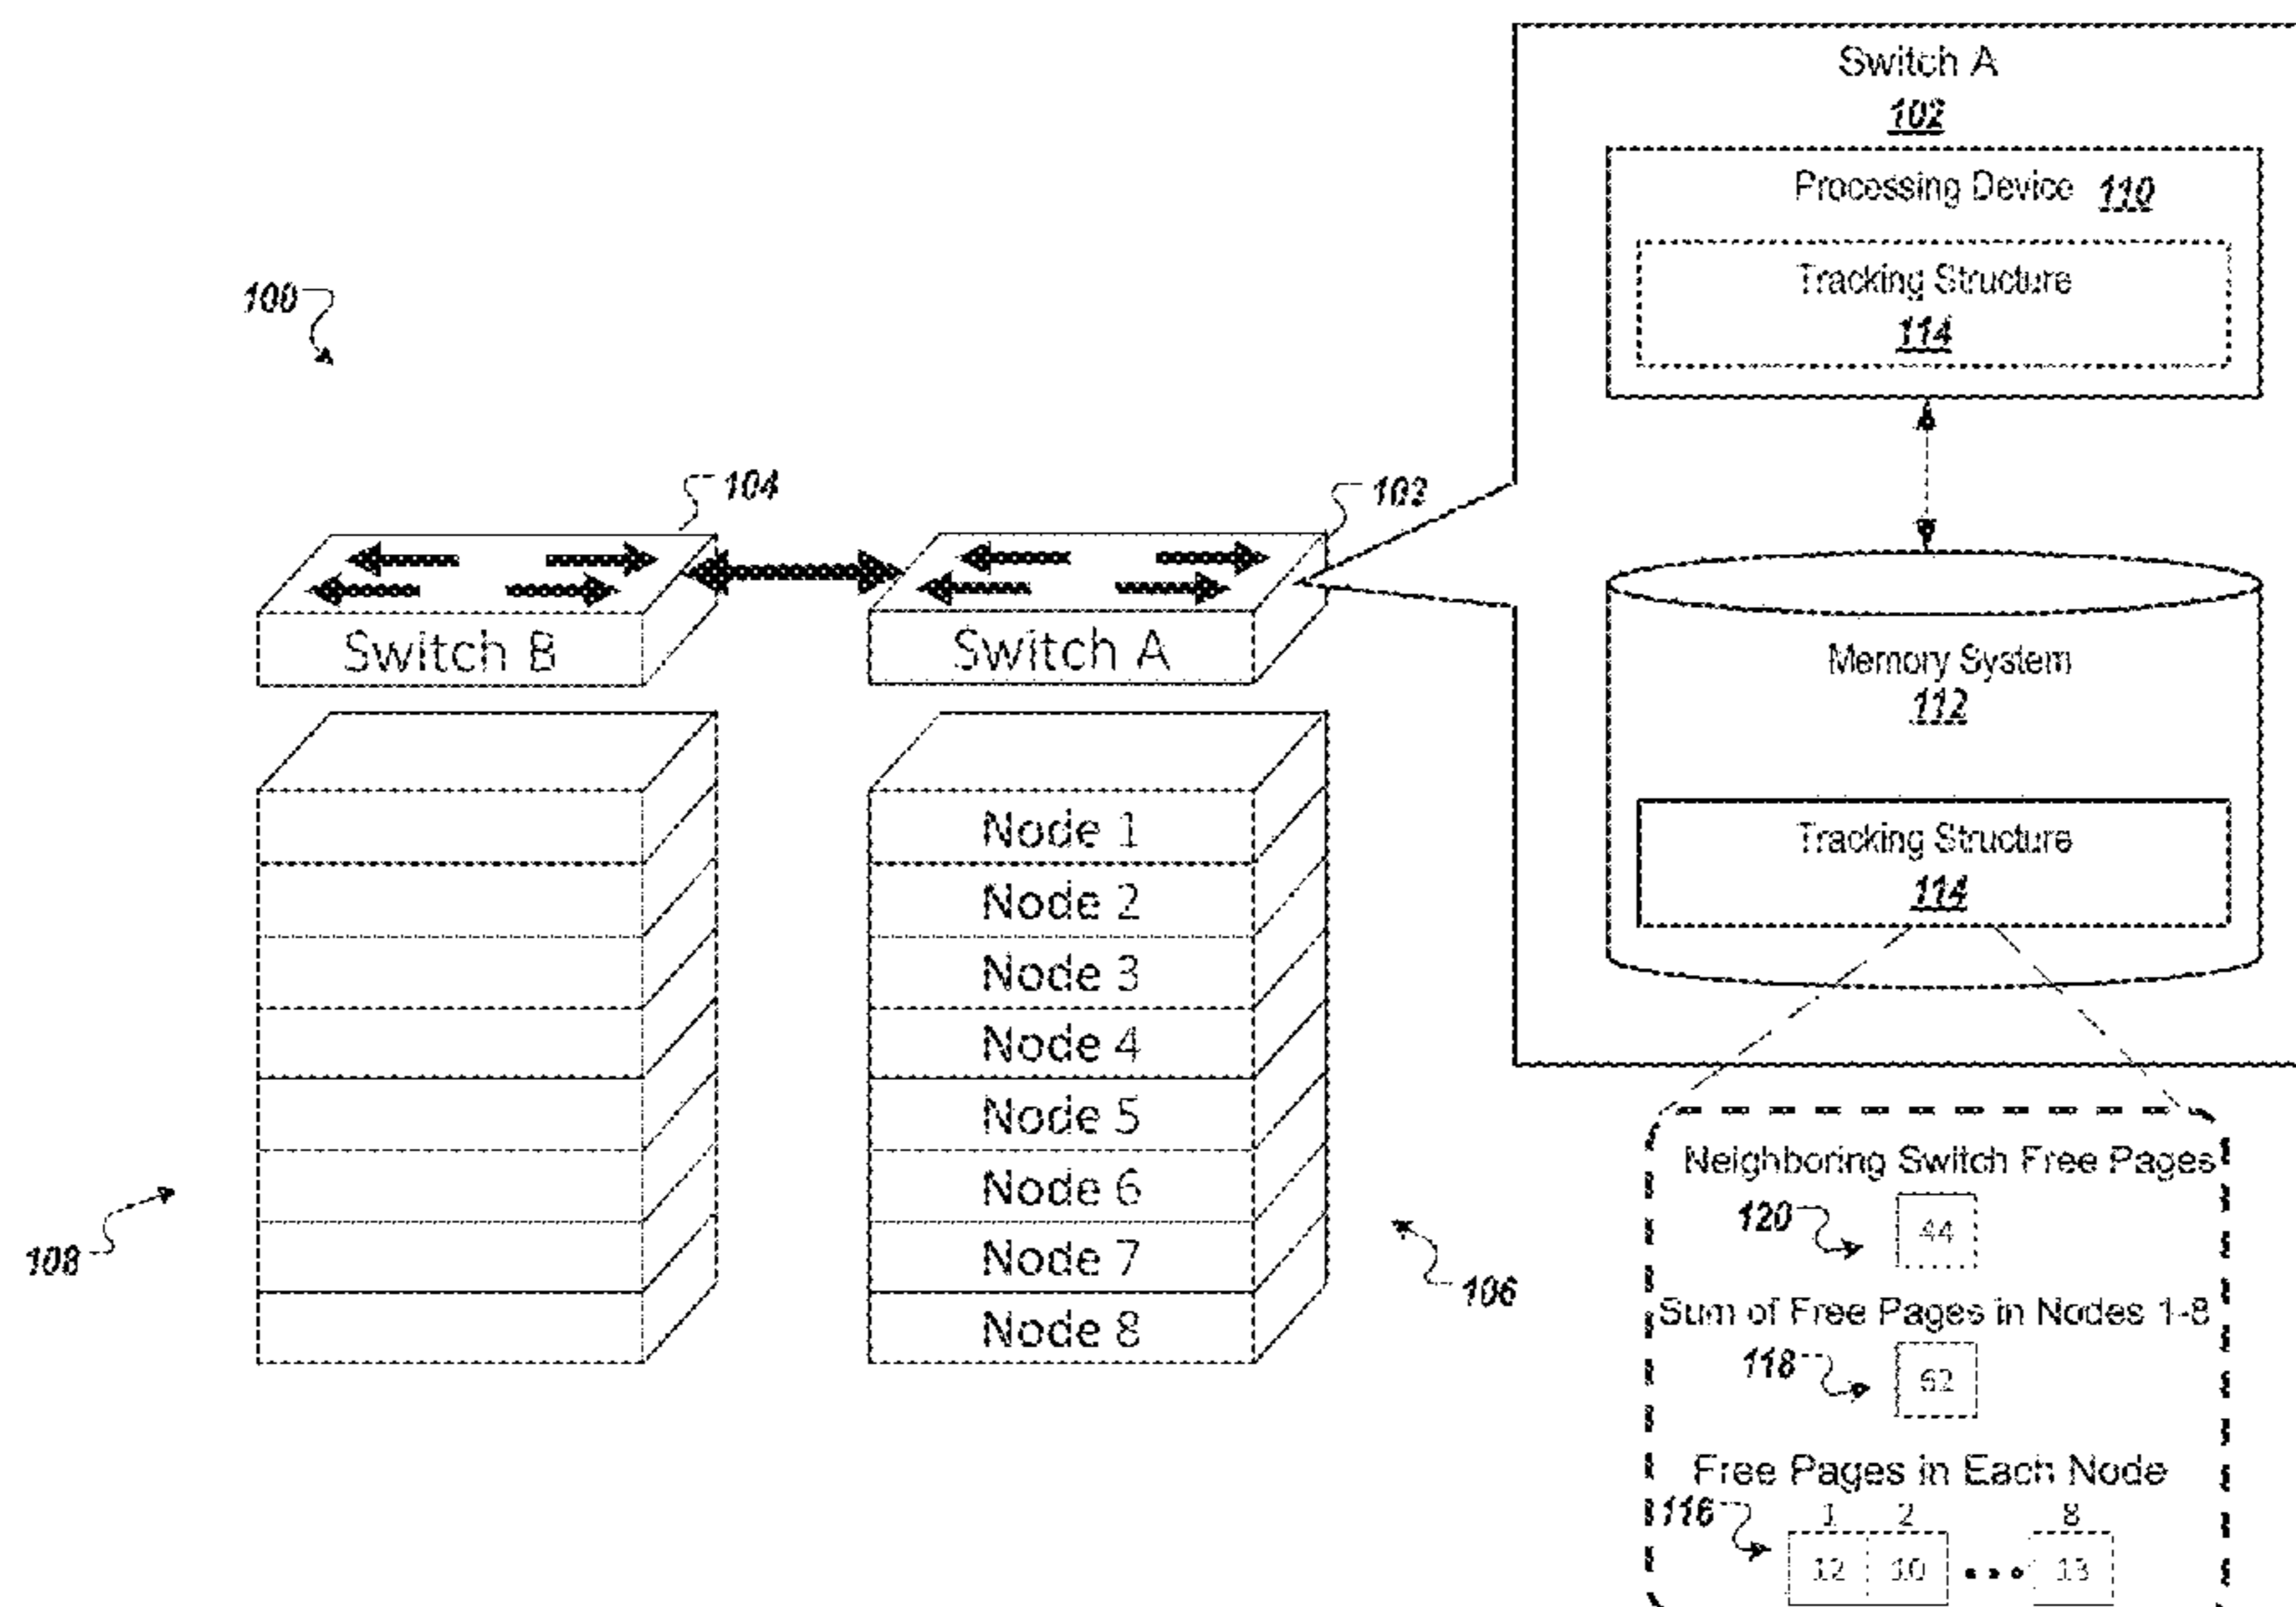 Switch A
102
Processing Device 110
Tracking Structure
114
100
104
102
Switch B
Switch A
Memory System
112
Tracking Structure
114
Node 1
Node 2
Node 3
Node 4
Node 5
Node 6
Node 7
Node 8
108
106
Neighboring Switch Free Pages
120
44
Sum of Free Pages in Nodes 1-8
118
62
Free Pages in Each Node
116
1 2 8
12 10 ••• 13